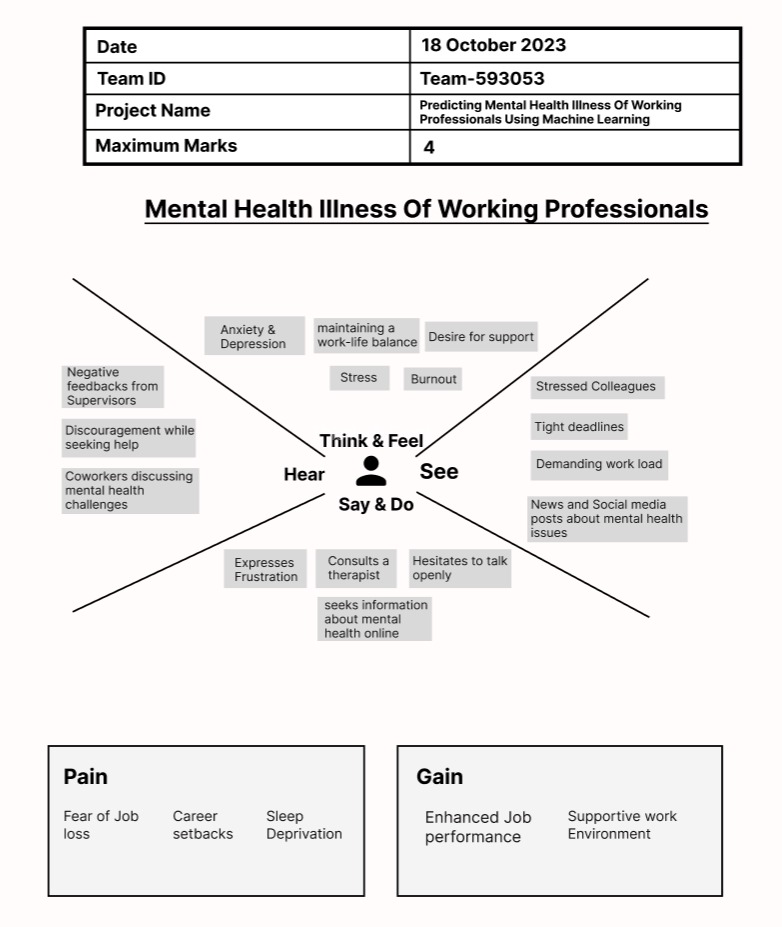 Date
18 October 2023
Team ID
Team-593053
Project Name
Predicting Mental Health Illness Of Working
Professionals Using Machine Learning
Maximum Marks
4
Mental Health Illness Of Working Professionals
Anxiety &
Depression
maintaining a
work-life balance
Desire for support
Stress
Burnout
Think & Feel
Negative
feedbacks from
Supervisors
Discouragement while
seeking help
Coworkers discussing
mental health
challenges
Hear
See
Stressed Colleagues
Tight deadlines
Demanding work load
News and Social media
posts about mental health
issues
Say & Do
Expresses
Frustration
Consults a
therapist
Hesitates to talk
openly
seeks information
about mental
health online
Pain
Fear of Job
loss
Career
setbacks
Sleep
Deprivation
Gain
Enhanced Job
performance
Supportive work
Environment